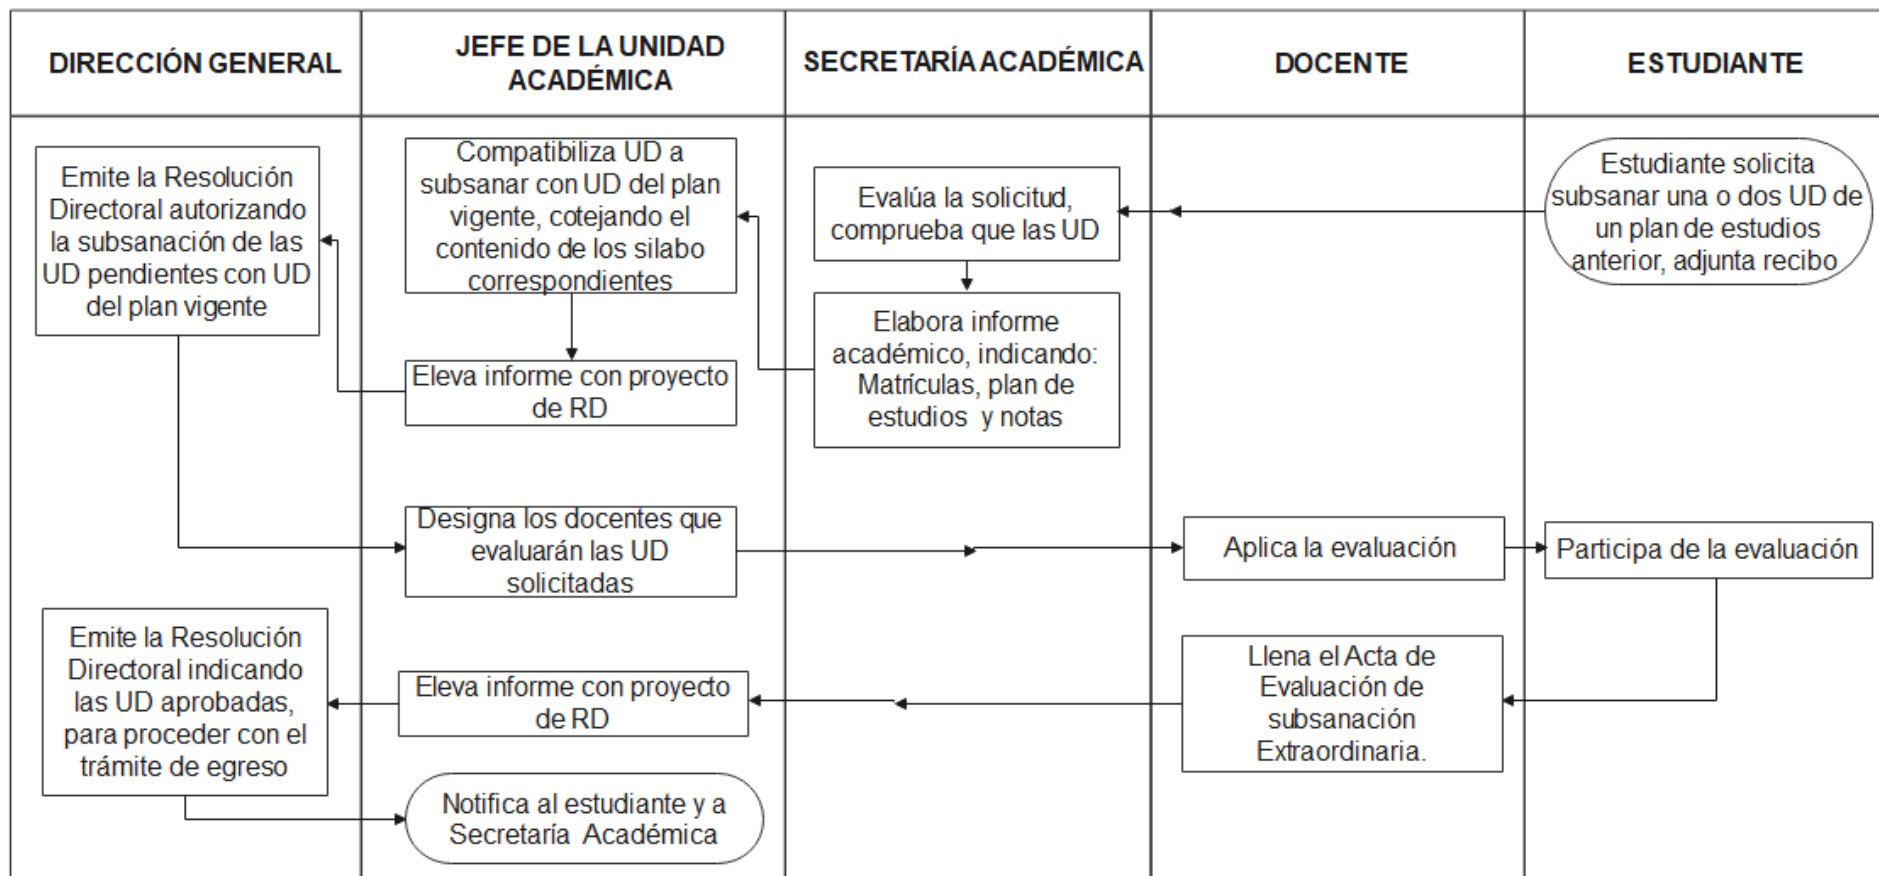 DIRECCIÓN GENERAL
JEFE DE LA UNIDAD
ACADÉMICA
SECRETARÍA ACADÉMICA
DOCENTE
ESTUDIANTE
Emite la Resolución
Directoral autorizando
la subsanación de las
UD pendientes con UD
del plan vigente
Compatibiliza UD a
subsanar con UD del plan
vigente, cotejando el
contenido de los silabo
correspondientes
Evalúa la solicitud,
comprueba que las UD
Estudiante solicita
subsanar una o dos UD de
un plan de estudios
anterior, adjunta recibo
Elabora informe
académico, indicando:
Matrículas, plan de
estudios y notas
Eleva informe con proyecto
de RD
Designa los docentes que
evaluarán las UD
solicitadas
Aplica la evaluación
Participa de la evaluación
Emite la Resolución
Directoral indicando
las UD aprobadas,
para proceder con el
trámite de egreso
Eleva informe con proyecto
de RD
Llena el Acta de
Evaluación de
subsanación
Extraordinaria.
Notifica al estudiante y a
Secretaría Académica